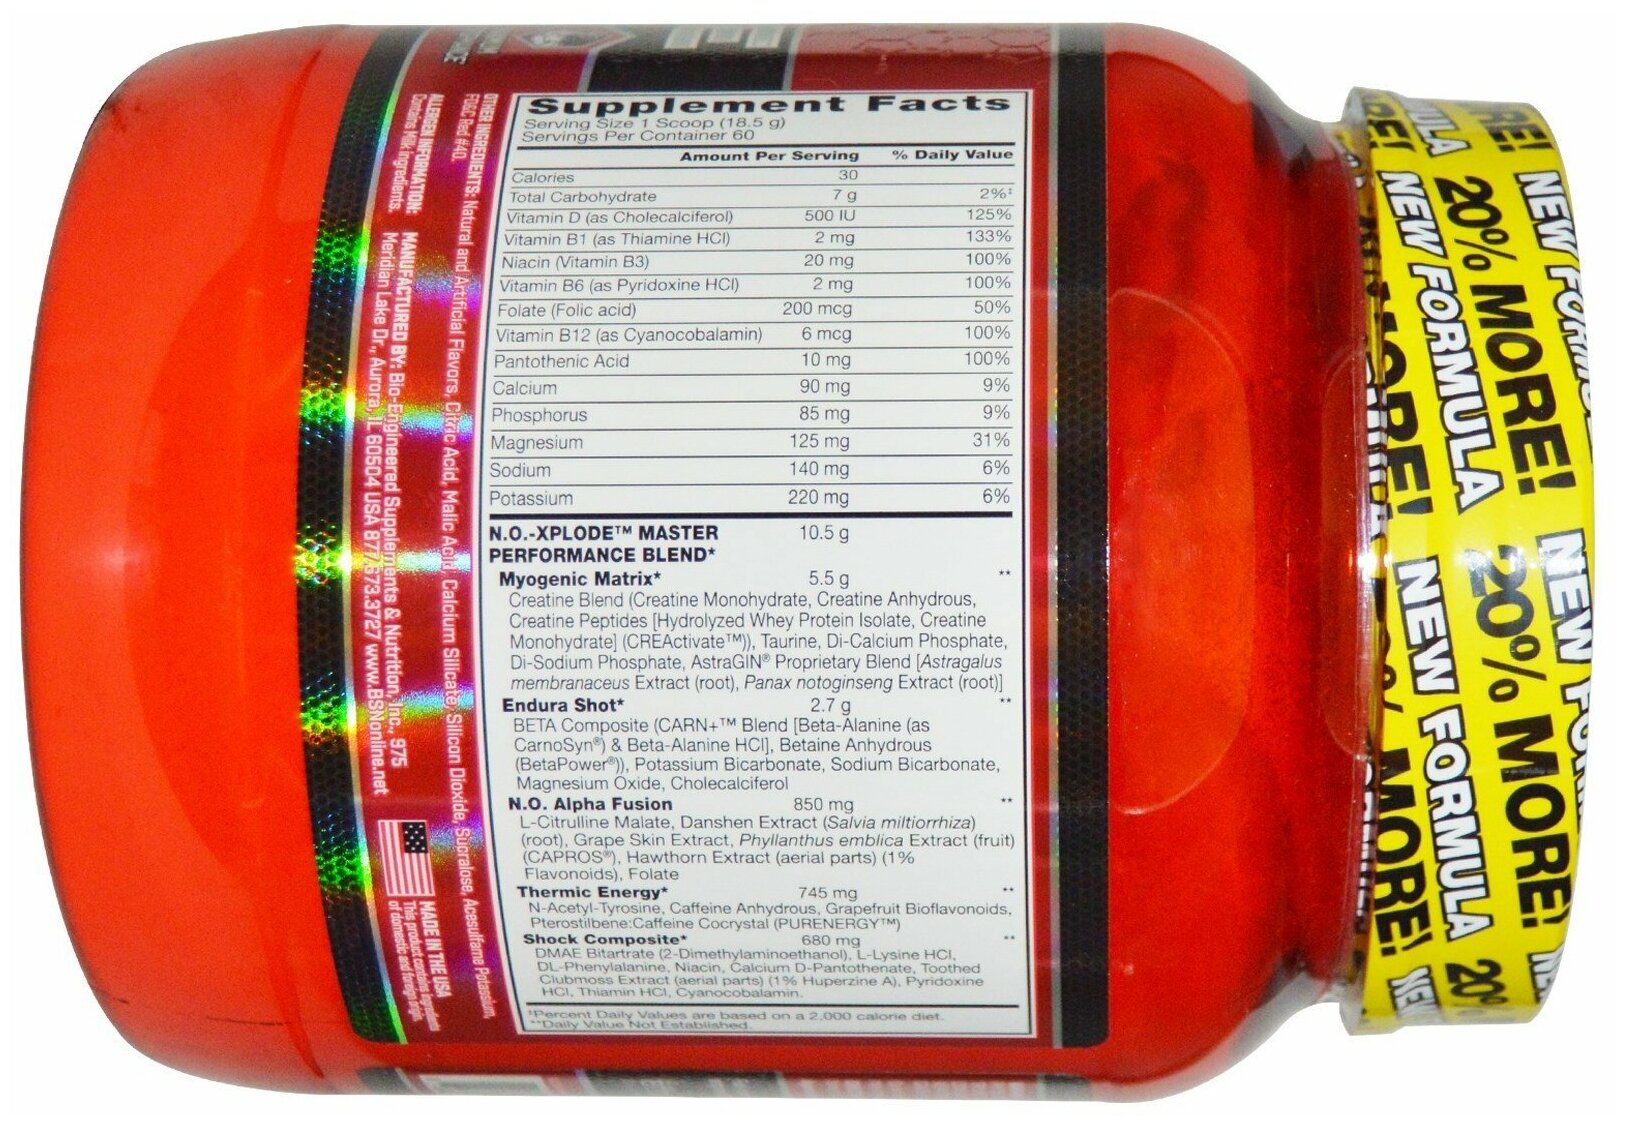 Supplement Facts
Serving Size 1 Scoop (18.5 g)
Servings Per Container 60
Amount Per Serving % Daily Value
Calories 30
Total Carbohydrate 7 g 2%‡
Vitamin D (as Cholecalciferol) 500 IU 125%
Vitamin B1 (as Thiamine HCl) 2 mg 133%
Niacin (Vitamin B3) 20 mg 100%
Vitamin B6 (as Pyridoxine HCl) 2 mg 100%
Folate (Folic acid) 200 mcg 50%
Vitamin B12 (as Cyanocobalamin) 6 mcg 100%
Pantothenic Acid 10 mg 100%
Calcium 90 mg 9%
Phosphorus 85 mg 9%
Magnesium 125 mg 31%
Sodium 140 mg 6%
Potassium 220 mg 6%
N.O.-XPLODE™ MASTER 10.5 g
PERFORMANCE BLEND*
Myogenic Matrix* 5.5 g **
Creatine Blend (Creatine Monohydrate, Creatine Anhydrous,
Creatine Peptides [Hydrolyzed Whey Protein Isolate, Creatine
Monohydrate] (CREActivate™)), Taurine, Di-Calcium Phosphate,
Di-Sodium Phosphate, AstraGIN® Proprietary Blend [Astragalus
membranaceus Extract (root), Panax notoginseng Extract (root)]
Endura Shot* 2.7 g **
BETA Composite (CARN+™ Blend [Beta-Alanine (as
CarnoSyn®) & Beta-Alanine HCl], Betaine Anhydrous
(BetaPower®)), Potassium Bicarbonate, Sodium Bicarbonate,
Magnesium Oxide, Cholecalciferol
N.O. Alpha Fusion 850 mg **
L-Citrulline Malate, Danshen Extract (Salvia miltiorrhiza)
(root), Grape Skin Extract, Phyllanthus emblica Extract (fruit)
(CAPROS®), Hawthorn Extract (aerial parts) (1%
Flavonoids), Folate
Thermic Energy* 745 mg **
N-Acetyl-Tyrosine, Caffeine Anhydrous, Grapefruit Bioflavonoids,
Pterostilbene:Caffeine Cocrystal (PURENERGY™)
Shock Composite* 680 mg **
DMAE Bitartrate (2-Dimethylaminoethanol), L-Lysine HCl,
DL-Phenylalanine, Niacin, Calcium D-Pantothenate, Toothed
Clubmoss Extract (aerial parts) (1% Huperzine A), Pyridoxine
HCl, Thiamin HCl, Cyanocobalamin.
‡Percent Daily Values are based on a 2,000 calorie diet.
**Daily Value Not Established.
OTHER INGREDIENTS: Natural and Artificial Flavors, Citric Acid, Malic Acid, Calcium Silicate, Silicon Dioxide, Sucralose, Acesulfame Potassium,
FD&C Red #40.
ALLERGEN INFORMATION:
Contains Milk Ingredients.
MANUFACTURED BY: Bio-Engineered Supplements & Nutrition, Inc., 975
Meridian Lake Dr., Aurora, IL 60504 USA 877.673.3727 www.BSNonline.net
MADE IN THE USA
This product contains ingredients
of domestic and foreign origin.
NEW FORMULA
20% MORE! 20% MORE!
NEW FORMULA NEW FORMULA
MORE! MORE!